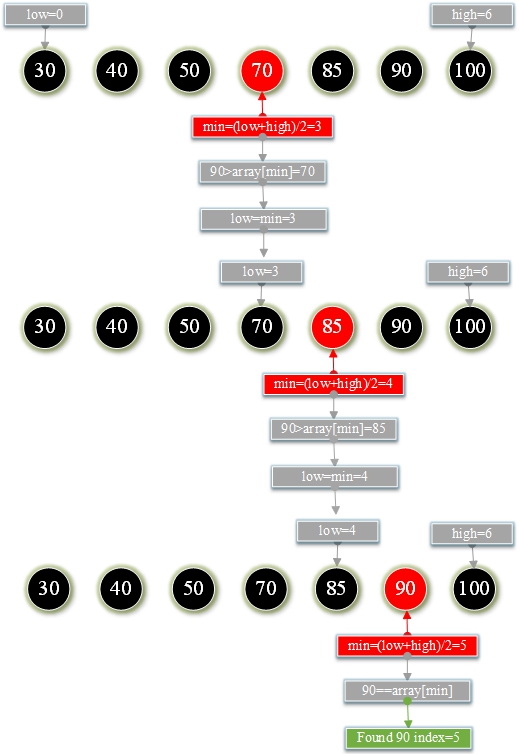 low=0 high=6
30 40 50 70 85 90 100
min=(low+high)/2=3
90>array[min]=70
low=min=3
low=3 high=6
30 40 50 70 85 90 100
min=(low+high)/2=4
90>array[min]=85
low=min=4
low=4 high=6
30 40 50 70 85 90 100
min=(low+high)/2=5
90==array[min]
Found 90 index=5